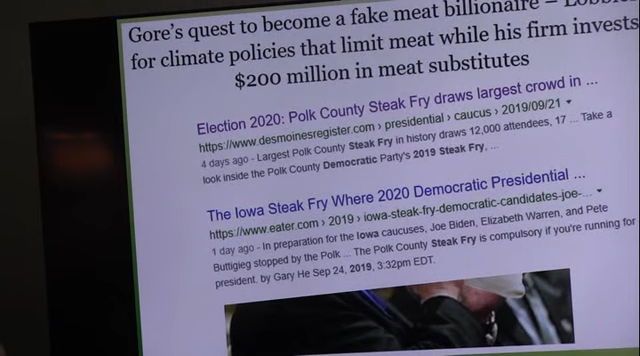 Gore's quest to become a fake meat billionaire –
for climate policies that limit meat while his firm invests
$200 million in meat substitutes
Election 2020: Polk County Steak Fry draws largest crowd in ...
https://www.desmoinesregister.com › presidential › caucus › 2019/09/21
4 days ago - Largest Polk County Steak Fry in history draws 12,000 attendees, 17 ... Take a
look inside the Polk County Democratic Party's 2019 Steak Fry, ...
The Iowa Steak Fry Where 2020 Democratic Presidential ...
https://www.eater.com › 2019 › iowa-steak-fry-democratic-candidates-joe-...
1 day ago - In preparation for the Iowa caucuses, Joe Biden, Elizabeth Warren, and Pete
Buttigieg stopped by the Polk ... The Polk County Steak Fry is compulsory if you're running for
president. by Gary He Sep 24, 2019, 3:32pm EDT.